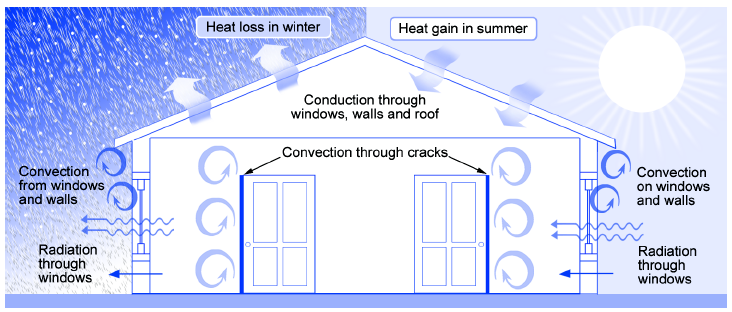 Heat loss in winter
Heat gain in summer
Conduction through
windows, walls and roof
Convection through cracks
Convection
from windows
and walls
Convection
on windows
and walls
Radiation
through
windows
Radiation
through
windows